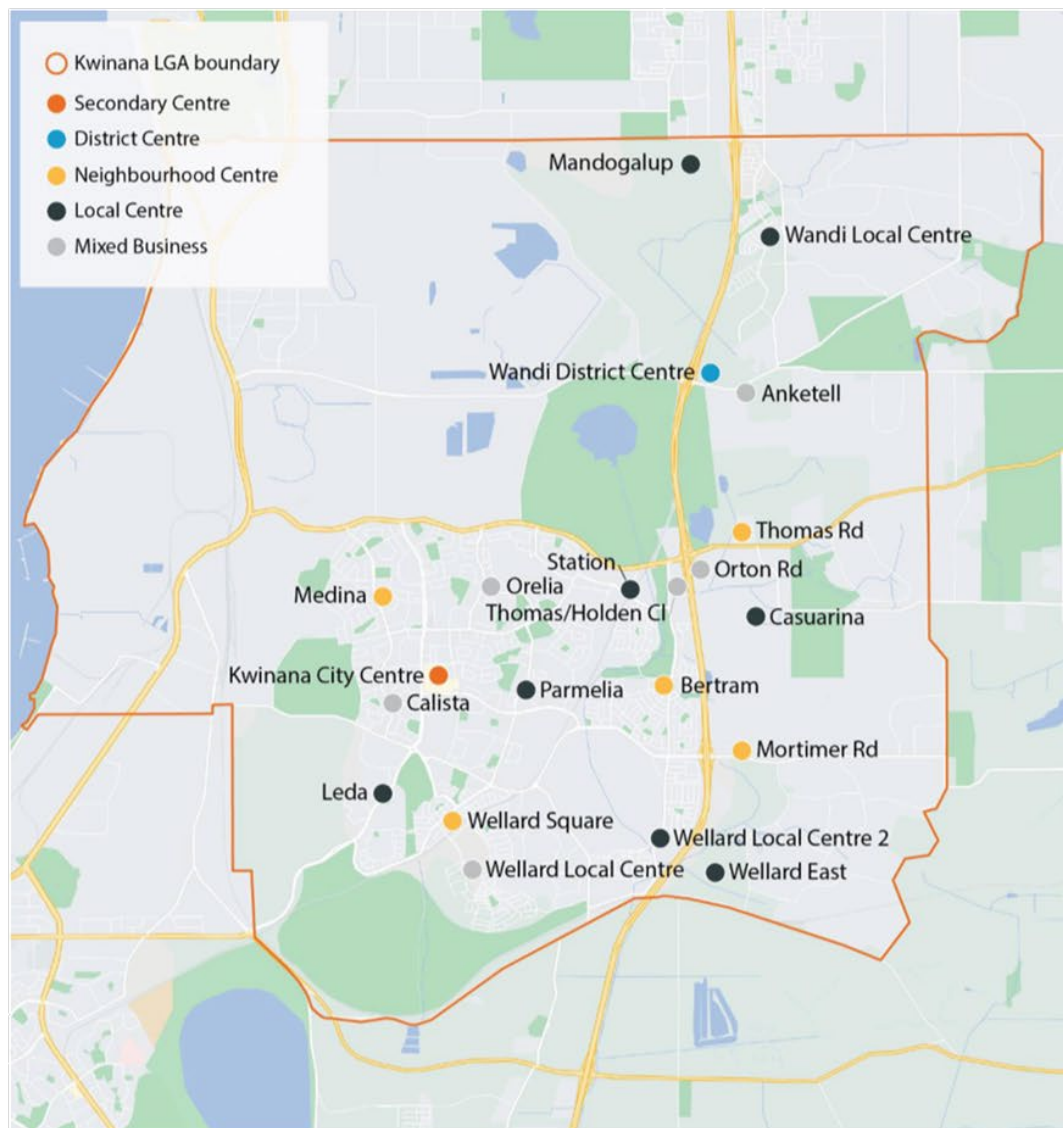 Kwinana LGA boundary
Secondary Centre
District Centre
Neighbourhood Centre
Local Centre
Mixed Business
Mandogalup
Wandi Local Centre
Wandi District Centre
Anketell
Thomas Rd
Station
Orton Rd
Medina
Orelia
Thomas/Holden Cl
Casuarina
Kwinana City Centre
Calista
Parmelia
Bertram
Mortimer Rd
Leda
Wellard Square
Wellard Local Centre 2
Wellard Local Centre
Wellard East